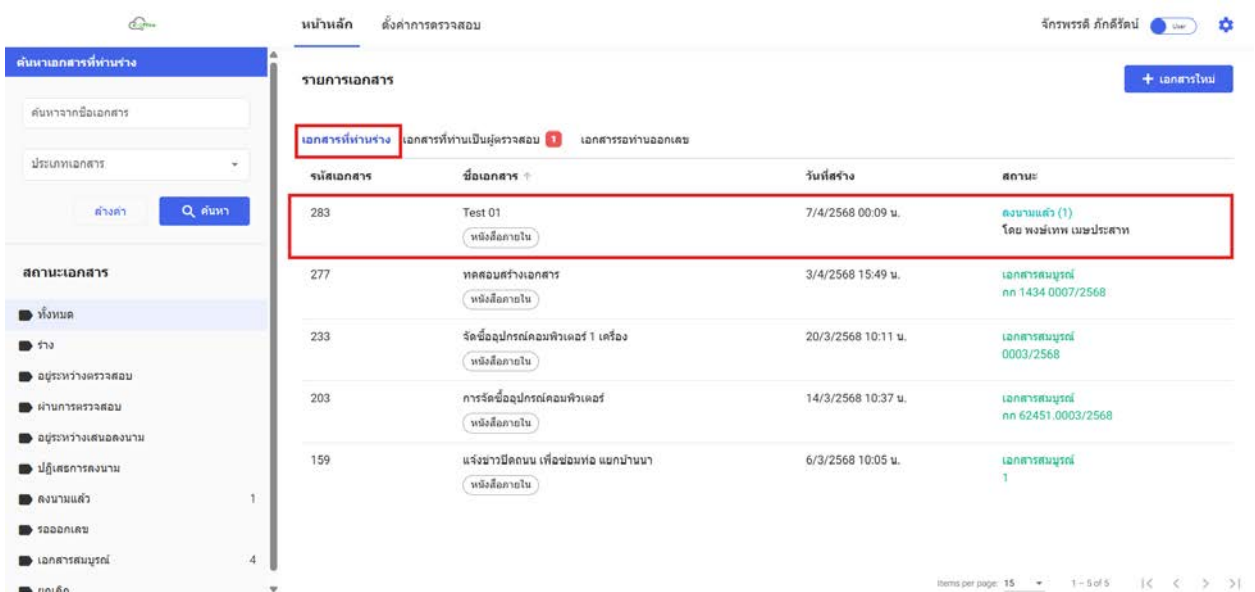 หน้าหลัก ตั้งค่าการตรวจสอบ จักรพรรดิ ภักดีรัตน์ User
ค้นหาเอกสารที่ท่านร่าง
ค้นหาจากชื่อเอกสาร
ประเภทเอกสาร
ล้างค่า ค้นหา
สถานะเอกสาร
ทั้งหมด
ร่าง
อยู่ระหว่างตรวจสอบ
ผ่านการตรวจสอบ
อยู่ระหว่างเสนอลงนาม
ปฏิเสธการลงนาม
ลงนามแล้ว 1
รอออกเลข
เอกสารสมบูรณ์ 4
ยกเลิก
รายการเอกสาร + เอกสารใหม่
เอกสารที่ท่านร่าง เอกสารที่ท่านเป็นผู้ตรวจสอบ 1 เอกสารรอท่านออกเลข
รหัสเอกสาร ชื่อเอกสาร ↑ วันที่สร้าง สถานะ
283 Test 01 7/4/2568 00:09 น. ลงนามแล้ว (1)
หนังสือภายใน โดย พงษ์เทพ เมษประสาท
277 ทดสอบสร้างเอกสาร 3/4/2568 15:49 น. เอกสารสมบูรณ์
หนังสือภายใน กก 1434 0007/2568
233 จัดซื้ออุปกรณ์คอมพิวเตอร์ 1 เครื่อง 20/3/2568 10:11 น. เอกสารสมบูรณ์
หนังสือภายใน 0003/2568
203 การจัดซื้ออุปกรณ์คอมพิวเตอร์ 14/3/2568 10:37 น. เอกสารสมบูรณ์
หนังสือภายใน กก 62451.0003/2568
159 แจ้งข่าวปิดถนน เพื่อซ่อมท่อ แยกบ้านนา 6/3/2568 10:05 น. เอกสารสมบูรณ์
หนังสือภายใน 1
Items per page: 15 1 – 5 of 5